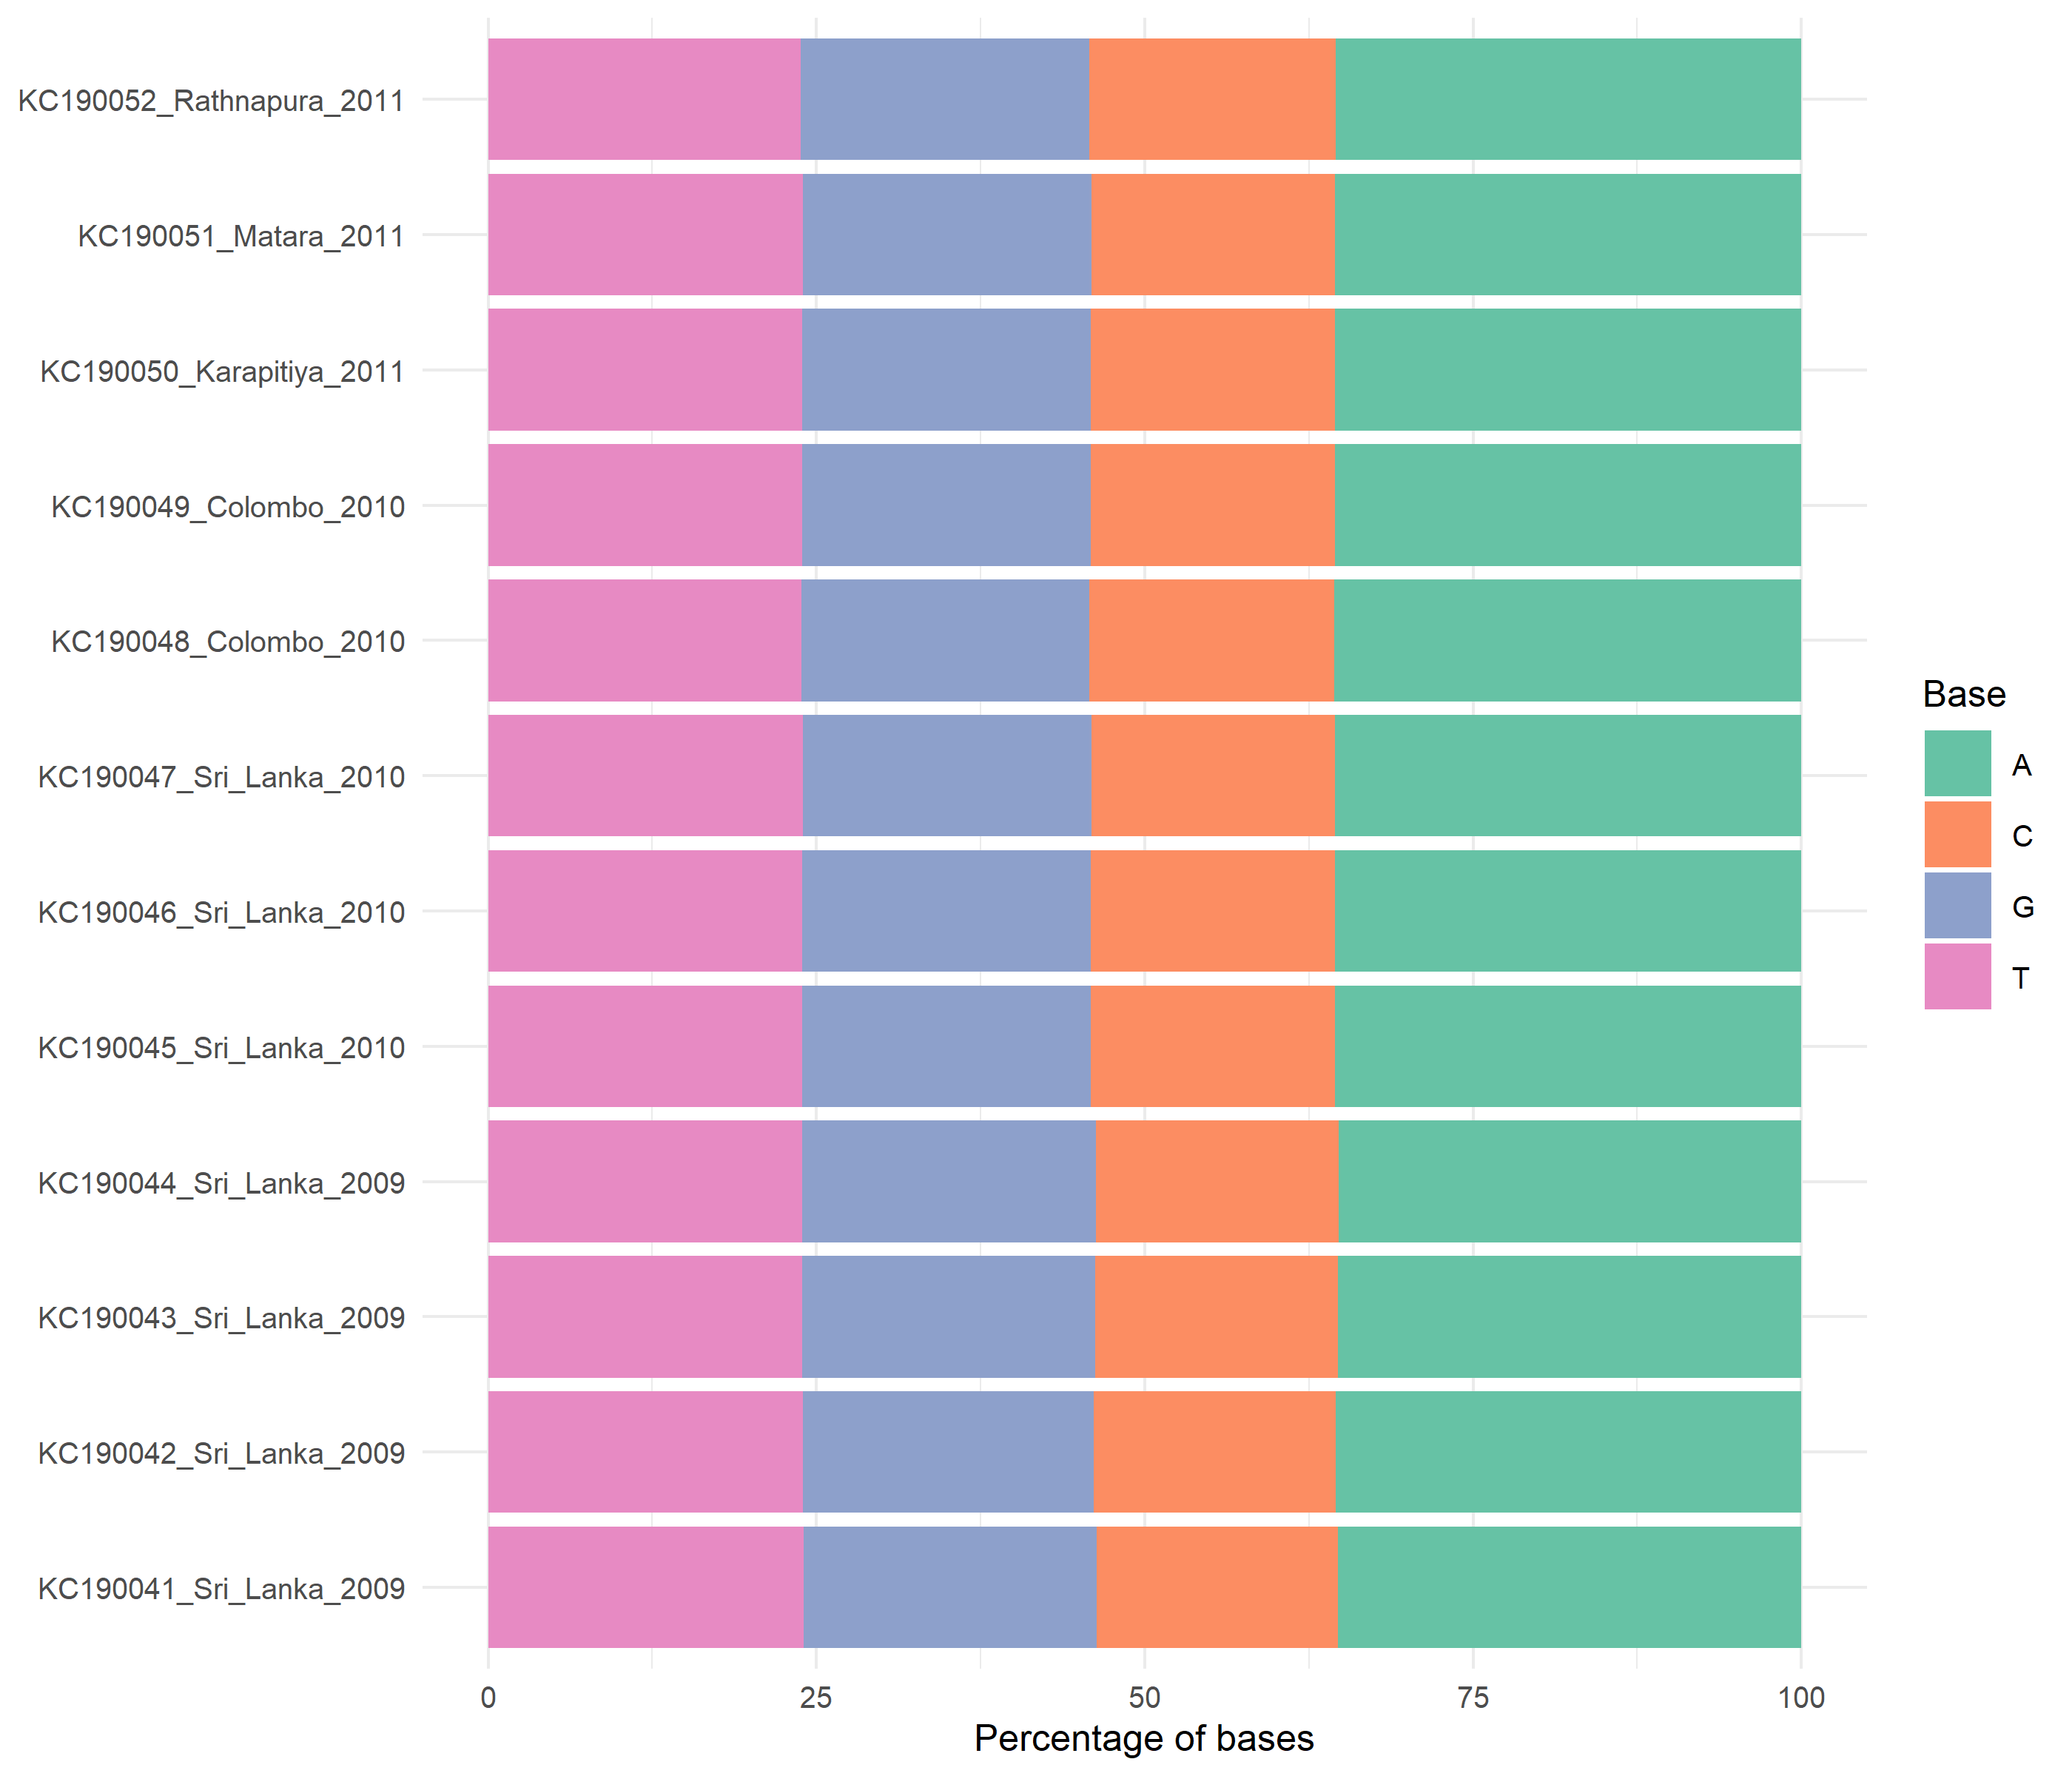 KC190052_Rathnapura_2011
KC190051_Matara_2011
KC190050_Karapitiya_2011
KC190049_Colombo_2010
KC190048_Colombo_2010
KC190047_Sri_Lanka_2010
KC190046_Sri_Lanka_2010
KC190045_Sri_Lanka_2010
KC190044_Sri_Lanka_2009
KC190043_Sri_Lanka_2009
KC190042_Sri_Lanka_2009
KC190041_Sri_Lanka_2009
0 25 50 75 100
Percentage of bases
Base
A
C
G
T